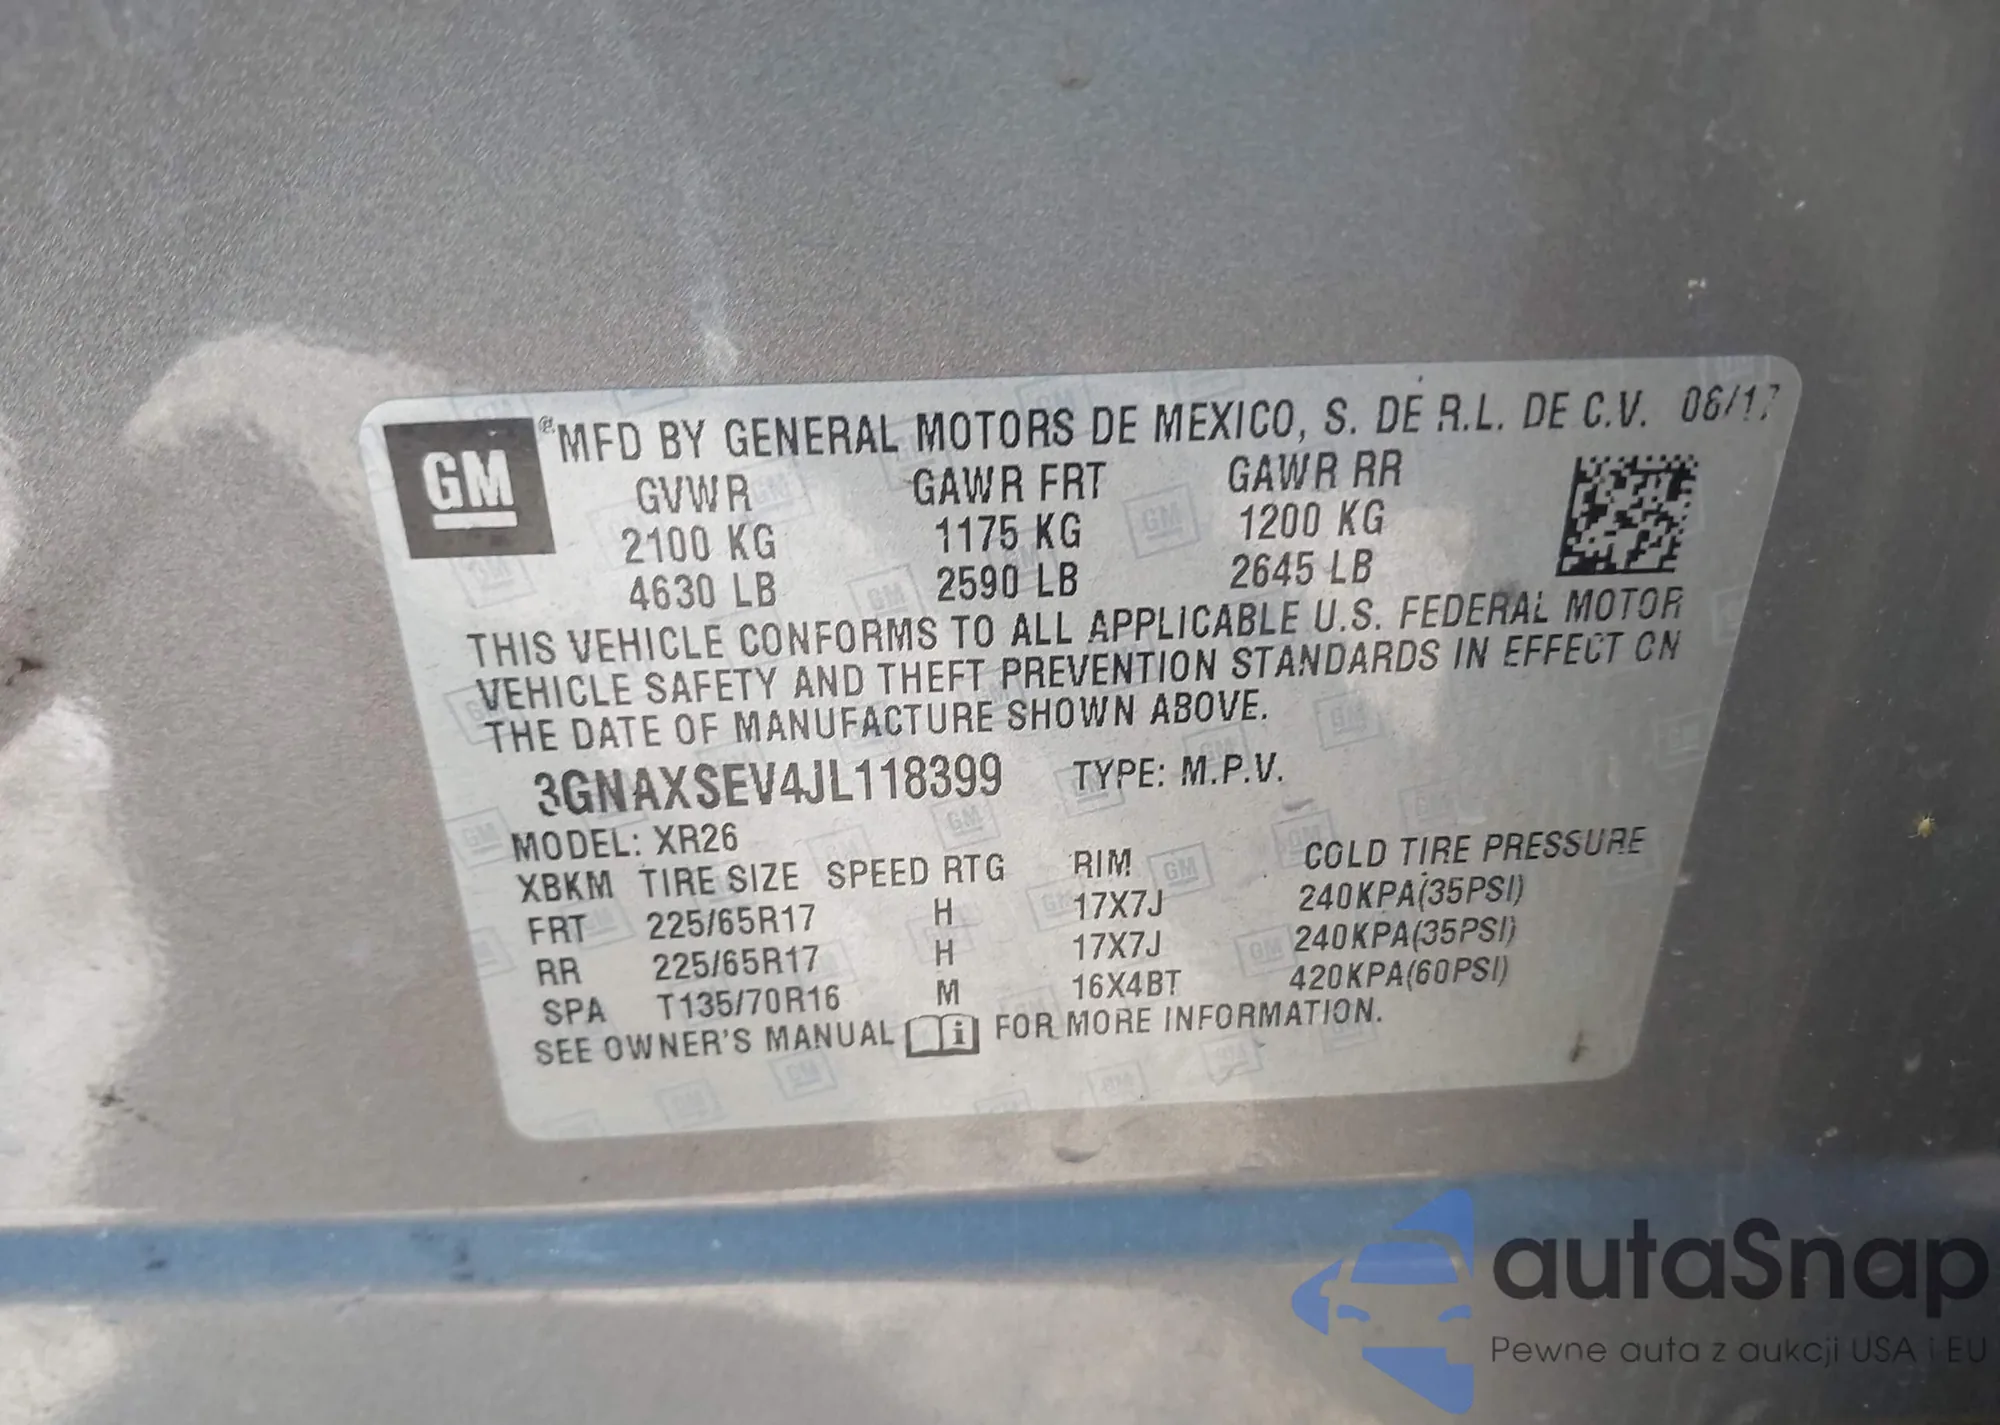 GM
® MFD BY GENERAL MOTORS DE MEXICO, S. DE R.L. DE C.V. 06/17
GVWR GAWR FRT GAWR RR
2100 KG 1175 KG 1200 KG
4630 LB 2590 LB 2645 LB
THIS VEHICLE CONFORMS TO ALL APPLICABLE U.S. FEDERAL MOTOR
VEHICLE SAFETY AND THEFT PREVENTION STANDARDS IN EFFECT ON
THE DATE OF MANUFACTURE SHOWN ABOVE.
3GNAXSEV4JL118399 TYPE: M.P.V.
MODEL: XR26
XBKM TIRE SIZE SPEED RTG RIM COLD TIRE PRESSURE
FRT 225/65R17 H 17X7J 240KPA(35PSI)
RR 225/65R17 H 17X7J 240KPA(35PSI)
SPA T135/70R16 M 16X4BT 420KPA(60PSI)
SEE OWNER'S MANUAL i FOR MORE INFORMATION.
autaSnap
Pewne auta z aukcji USA i EU